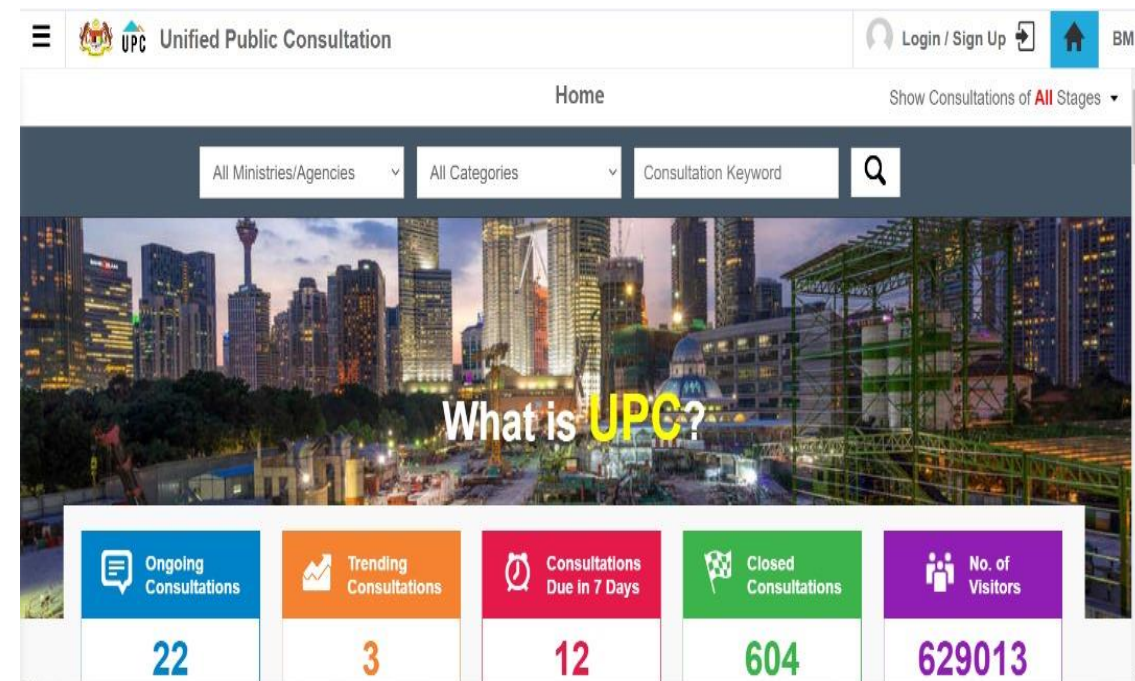 UPC Unified Public Consultation
Login / Sign Up
BM
Home
Show Consultations of All Stages
All Ministries/Agencies
All Categories
Consultation Keyword
What is UPC?
Ongoing
Consultations
22
Trending
Consultations
3
Consultations
Due in 7 Days
12
Closed
Consultations
604
No. of
Visitors
629013